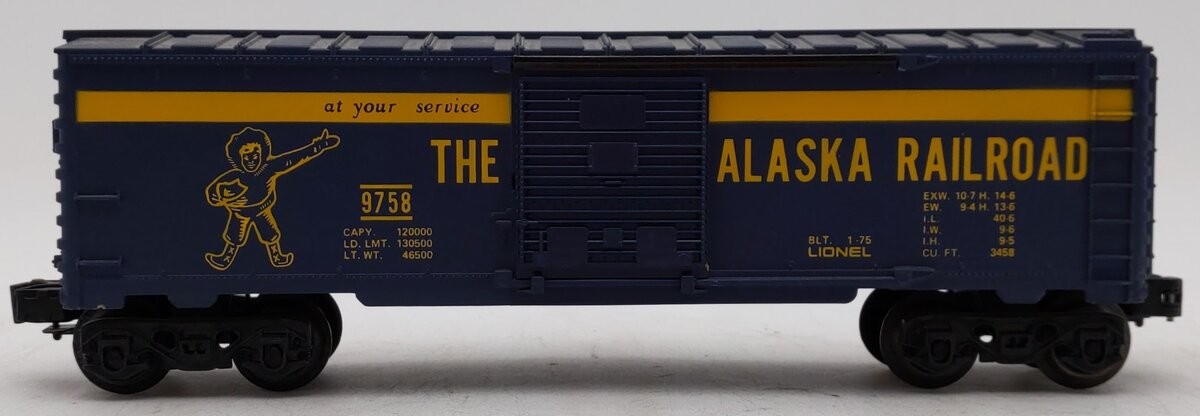 at your service
THE ALASKA RAILROAD
9758
CAPY. 120000
LD. LMT. 130500
LT. WT. 46500
BLT. 1-75
LIONEL
EXW. 10-7 H. 14-6
EW. 9-4 H. 13-6
I.L. 40-6
I.W. 9-6
I.H. 9-5
CU. FT. 3458